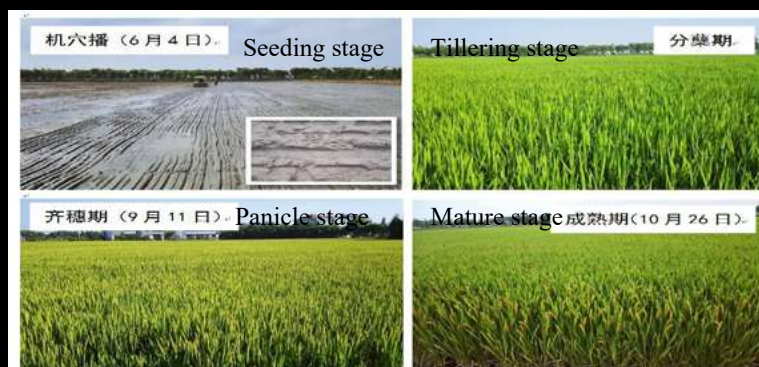 机穴播（6月4日）
Seeding stage
Tillering stage
分蘖期
齐穗期（9月11日）
Panicle stage
Mature stage
成熟期(10月26日)